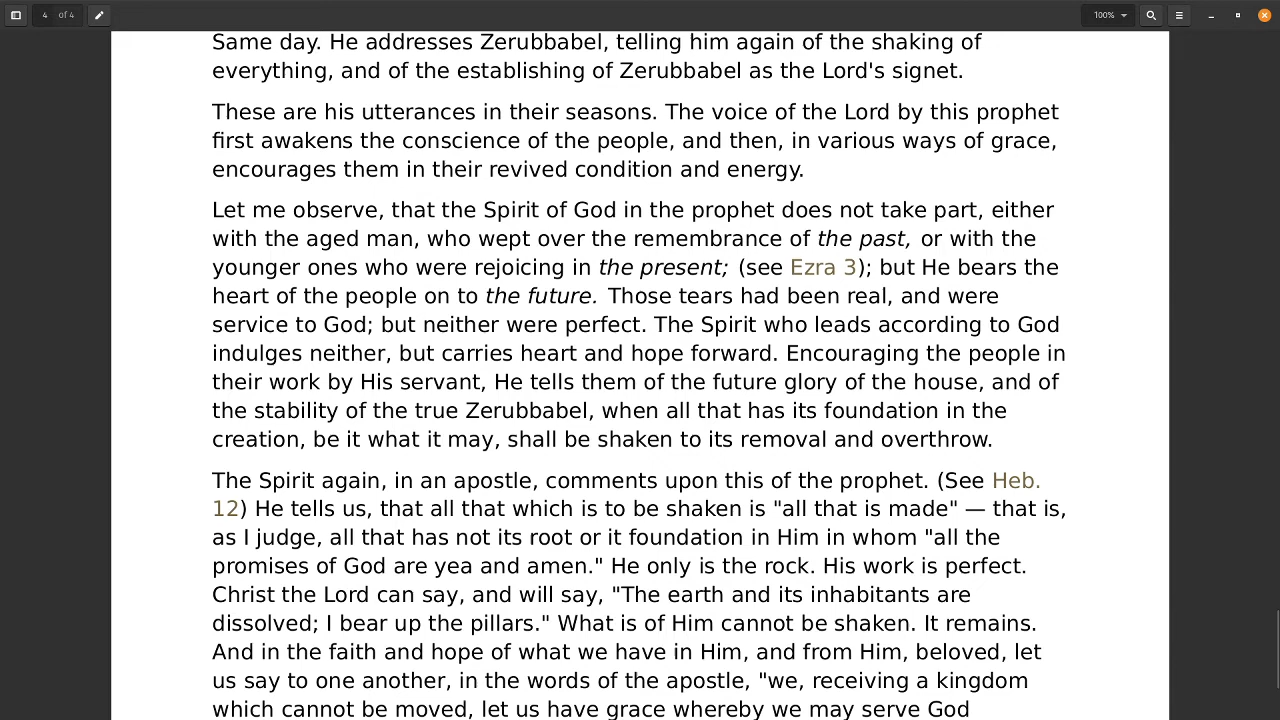 4 of 4
100%
Same day. He addresses Zerubbabel, telling him again of the shaking of
everything, and of the establishing of Zerubbabel as the Lord's signet.
These are his utterances in their seasons. The voice of the Lord by this prophet
first awakens the conscience of the people, and then, in various ways of grace,
encourages them in their revived condition and energy.
Let me observe, that the Spirit of God in the prophet does not take part, either
with the aged man, who wept over the remembrance of the past, or with the
younger ones who were rejoicing in the present; (see Ezra 3); but He bears the
heart of the people on to the future. Those tears had been real, and were
service to God; but neither were perfect. The Spirit who leads according to God
indulges neither, but carries heart and hope forward. Encouraging the people in
their work by His servant, He tells them of the future glory of the house, and of
the stability of the true Zerubbabel, when all that has its foundation in the
creation, be it what it may, shall be shaken to its removal and overthrow.
The Spirit again, in an apostle, comments upon this of the prophet. (See Heb.
12) He tells us, that all that which is to be shaken is "all that is made" — that is,
as I judge, all that has not its root or it foundation in Him in whom "all the
promises of God are yea and amen." He only is the rock. His work is perfect.
Christ the Lord can say, and will say, "The earth and its inhabitants are
dissolved; I bear up the pillars." What is of Him cannot be shaken. It remains.
And in the faith and hope of what we have in Him, and from Him, beloved, let
us say to one another, in the words of the apostle, "we, receiving a kingdom
which cannot be moved, let us have grace whereby we may serve God